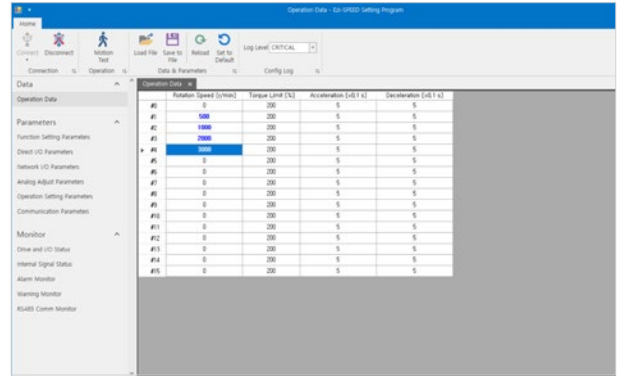 Operation Data - Ezi-SPEED Setting Program
Home
Connect Disconnect Motion Test Load File Save to File Reload Set to Default Log Level CRITICAL
Connection Operation Data & Parameters Config Log
Data
Operation Data
Parameters
Function Setting Parameters
Direct I/O Parameters
Network I/O Parameters
Analog Adjust Parameters
Operation Setting Parameters
Communication Parameters
Monitor
Drive and I/O Status
Internal Signal Status
Alarm Monitor
Warning Monitor
RS485 Comm Monitor
Operation Data
Rotation Speed [r/min] Torque Limit [%] Acceleration [x0.1 s] Deceleration [x0.1 s]
#0 0 200 5 5
#1 500 200 5 5
#2 1000 200 5 5
#3 2000 200 5 5
#4 3000 200 5 5
#5 0 200 5 5
#6 0 200 5 5
#7 0 200 5 5
#8 0 200 5 5
#9 0 200 5 5
#10 0 200 5 5
#11 0 200 5 5
#12 0 200 5 5
#13 0 200 5 5
#14 0 200 5 5
#15 0 200 5 5